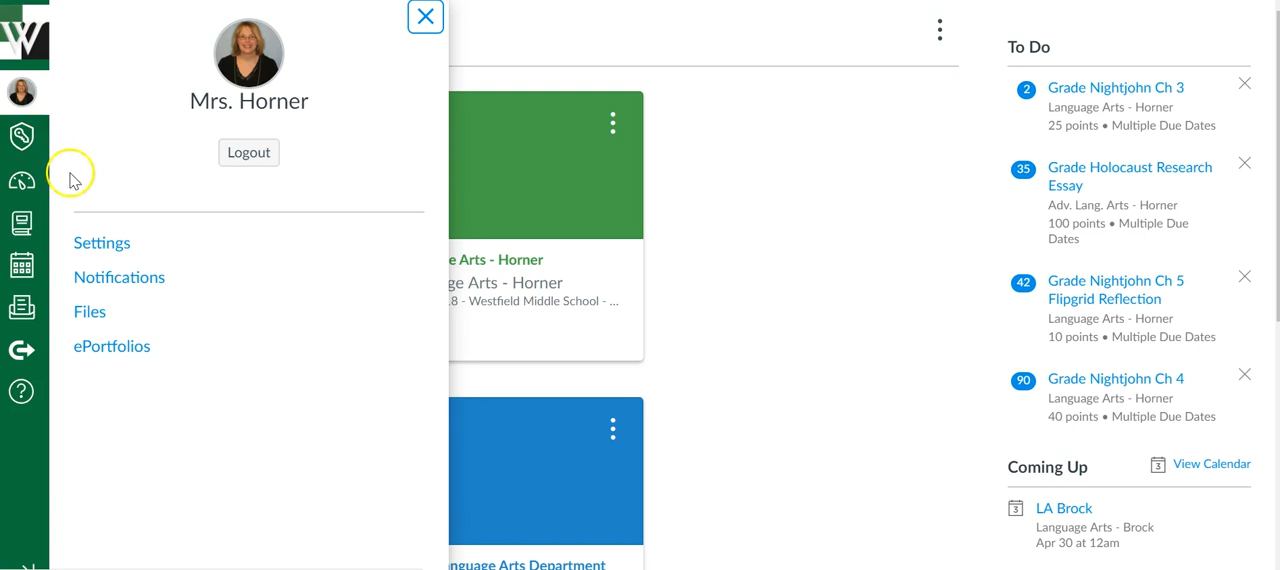 W
Mrs. Horner
Logout
Settings
Notifications
Files
ePortfolios
e Arts - Horner
ge Arts - Horner
.8 - Westfield Middle School - ...
nguage Arts Department
To Do
2 Grade Nightjohn Ch 3
Language Arts - Horner
25 points • Multiple Due Dates
35 Grade Holocaust Research
Essay
Adv. Lang. Arts - Horner
100 points • Multiple Due
Dates
42 Grade Nightjohn Ch 5
Flipgrid Reflection
Language Arts - Horner
10 points • Multiple Due Dates
90 Grade Nightjohn Ch 4
Language Arts - Horner
40 points • Multiple Due Dates
Coming Up 3 View Calendar
3 LA Brock
Language Arts - Brock
Apr 30 at 12am